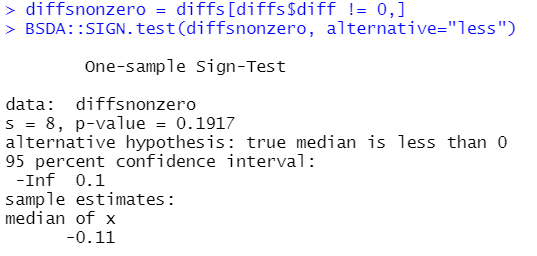 > diffsnonzero = diffs[diffs$diff != 0,]
> BSDA::SIGN.test(diffsnonzero, alternative="less")
One-sample Sign-Test
data:  diffsnonzero
s = 8, p-value = 0.1917
alternative hypothesis: true median is less than 0
95 percent confidence interval:
-Inf  0.1
sample estimates:
median of x
-0.11